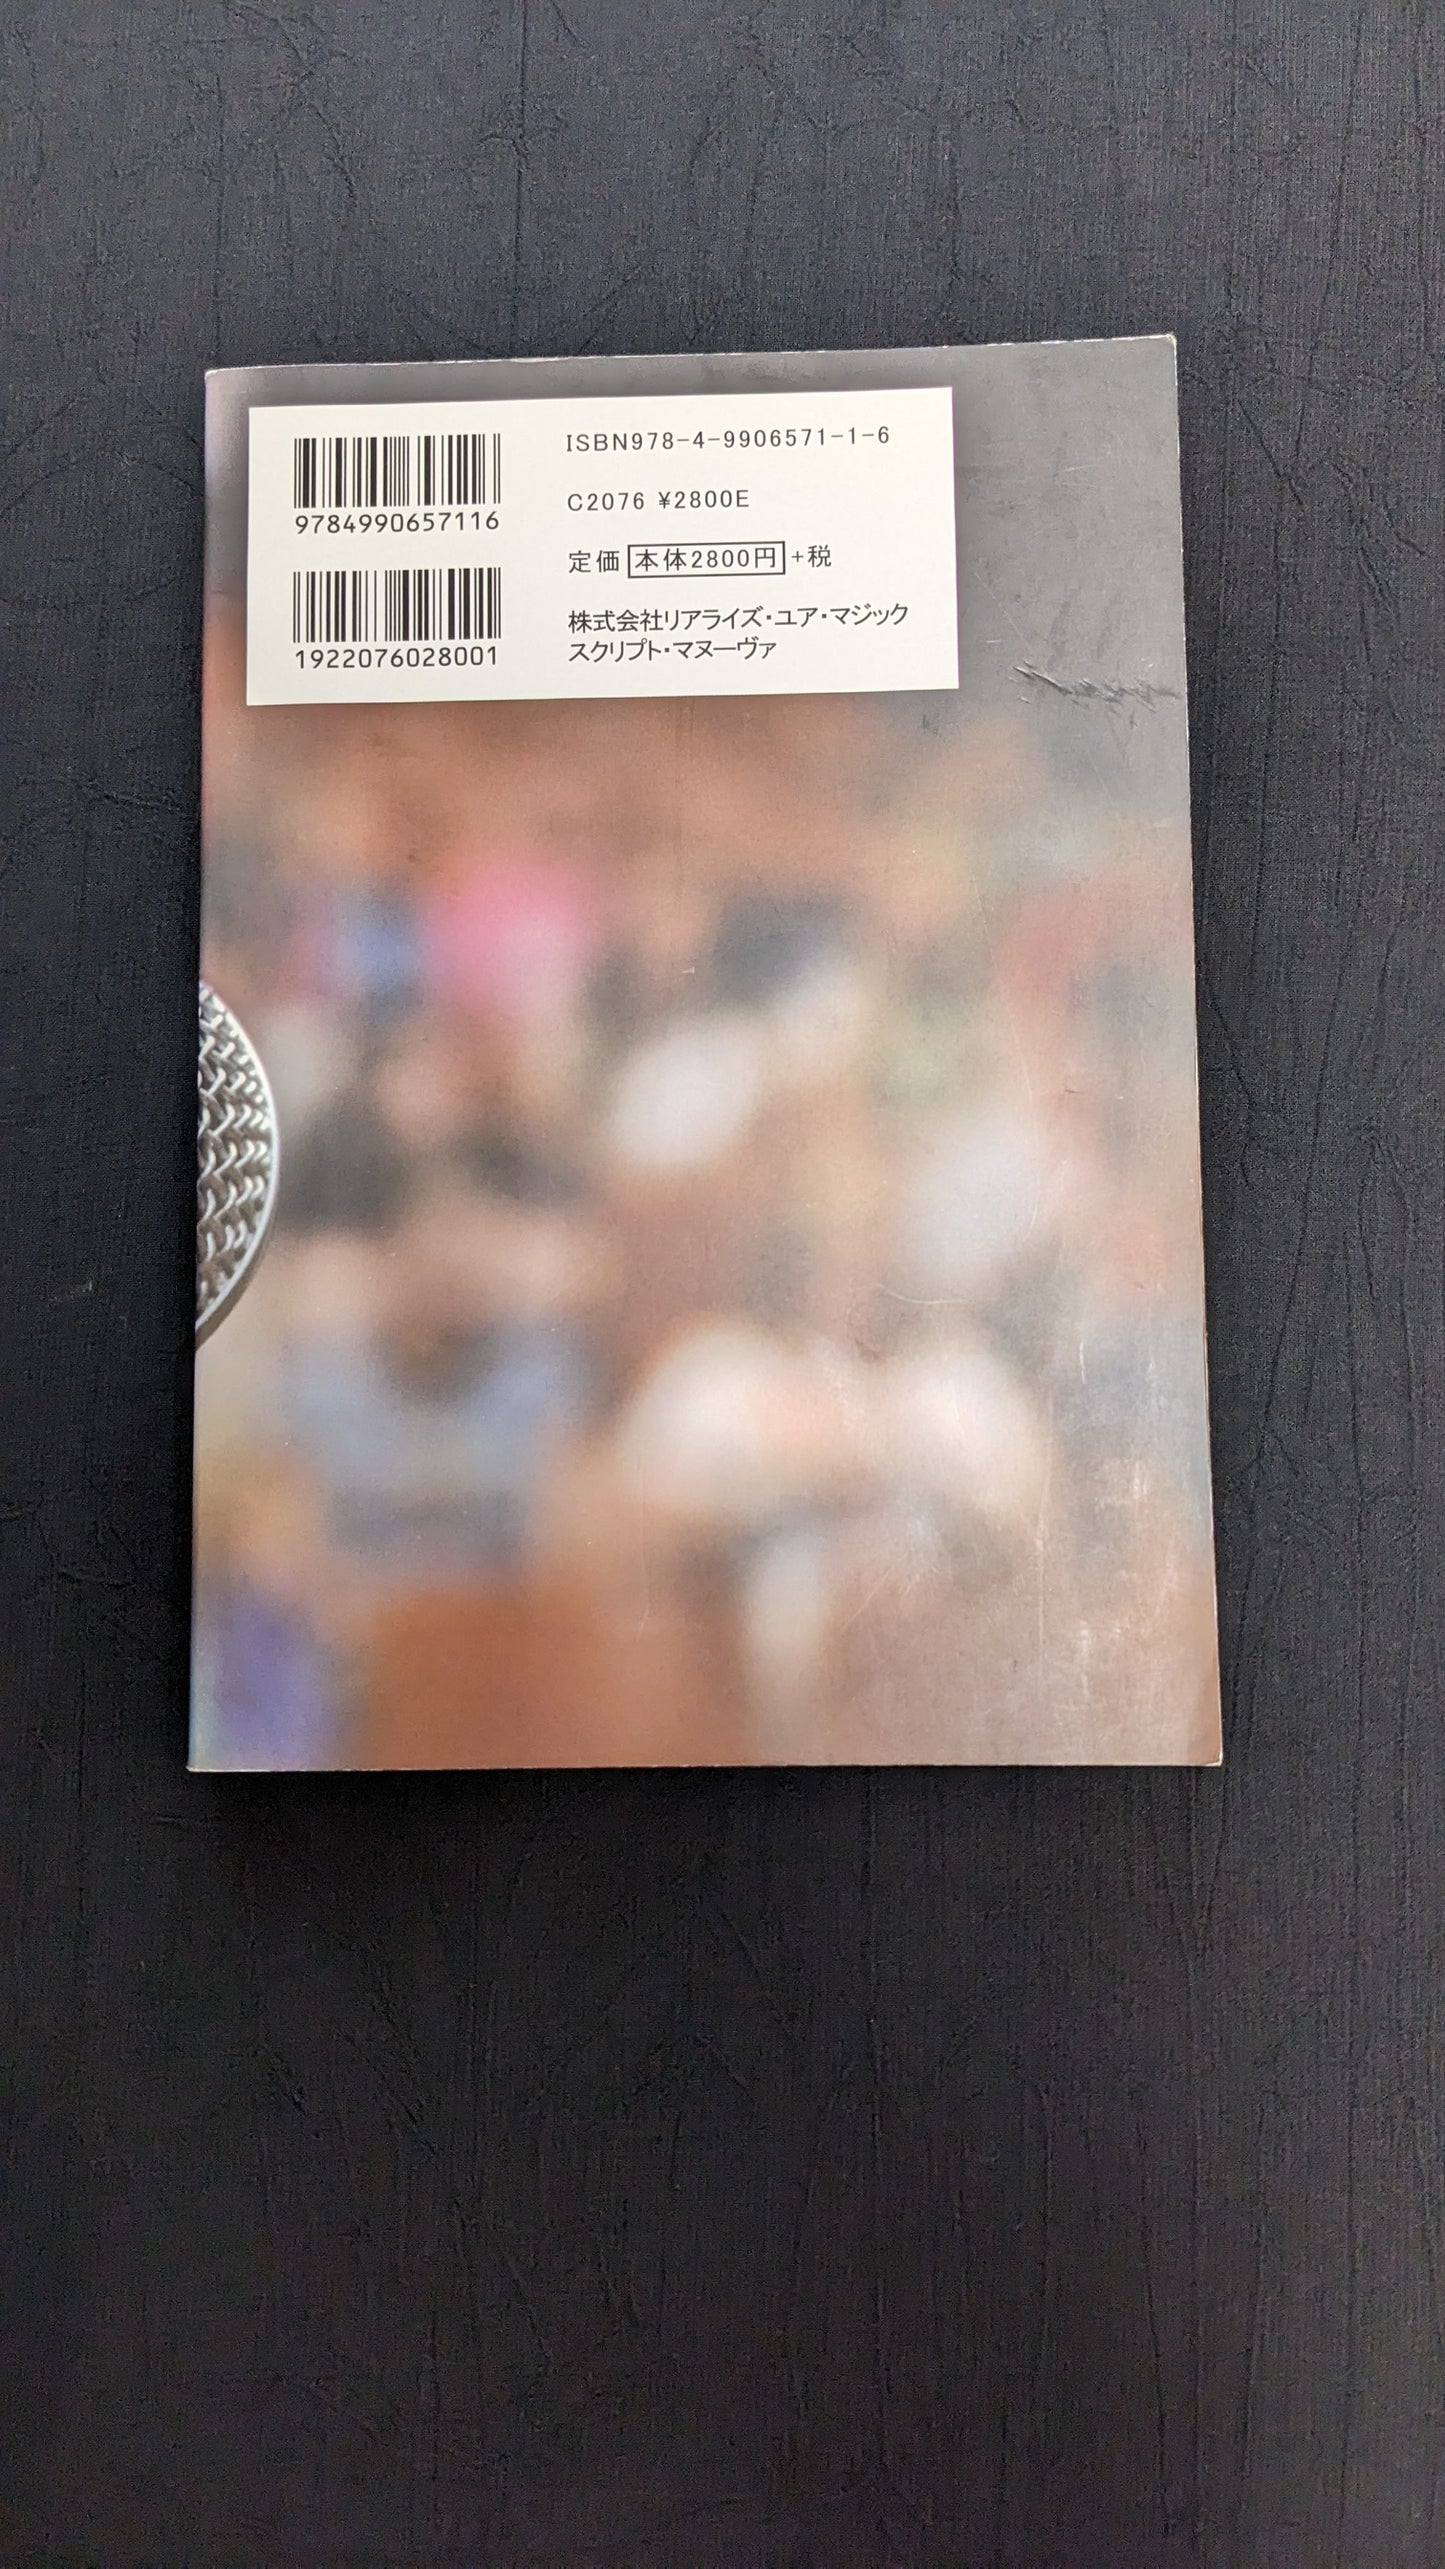 9784990657116
1922076028001
ISBN978-4-9906571-1-6
C2076 ¥2800E
定価 本体2800円 +税
株式会社リアライズ・ユア・マジック
スクリプト・マヌーヴァ